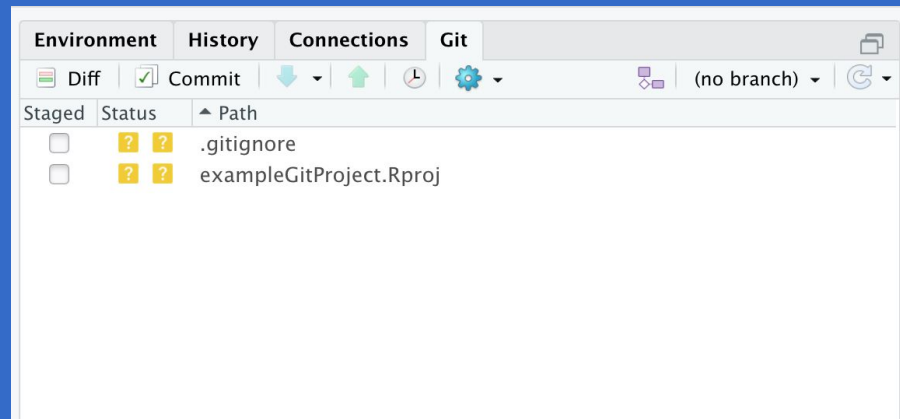 Environment History Connections Git
Diff Commit (no branch)
Staged Status Path
? ? .gitignore
? ? exampleGitProject.Rproj